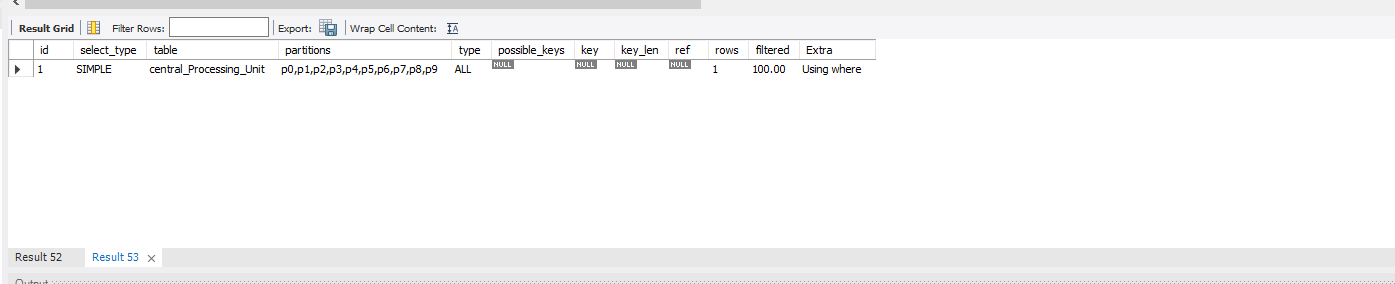 Result Grid Filter Rows: Export: Wrap Cell Content: IA
id select_type table partitions type possible_keys key key_len ref rows filtered Extra
1 SIMPLE central_Processing_Unit p0,p1,p2,p3,p4,p5,p6,p7,p8,p9 ALL NULL NULL NULL NULL 1 100.00 Using where
Result 52 Result 53
Output